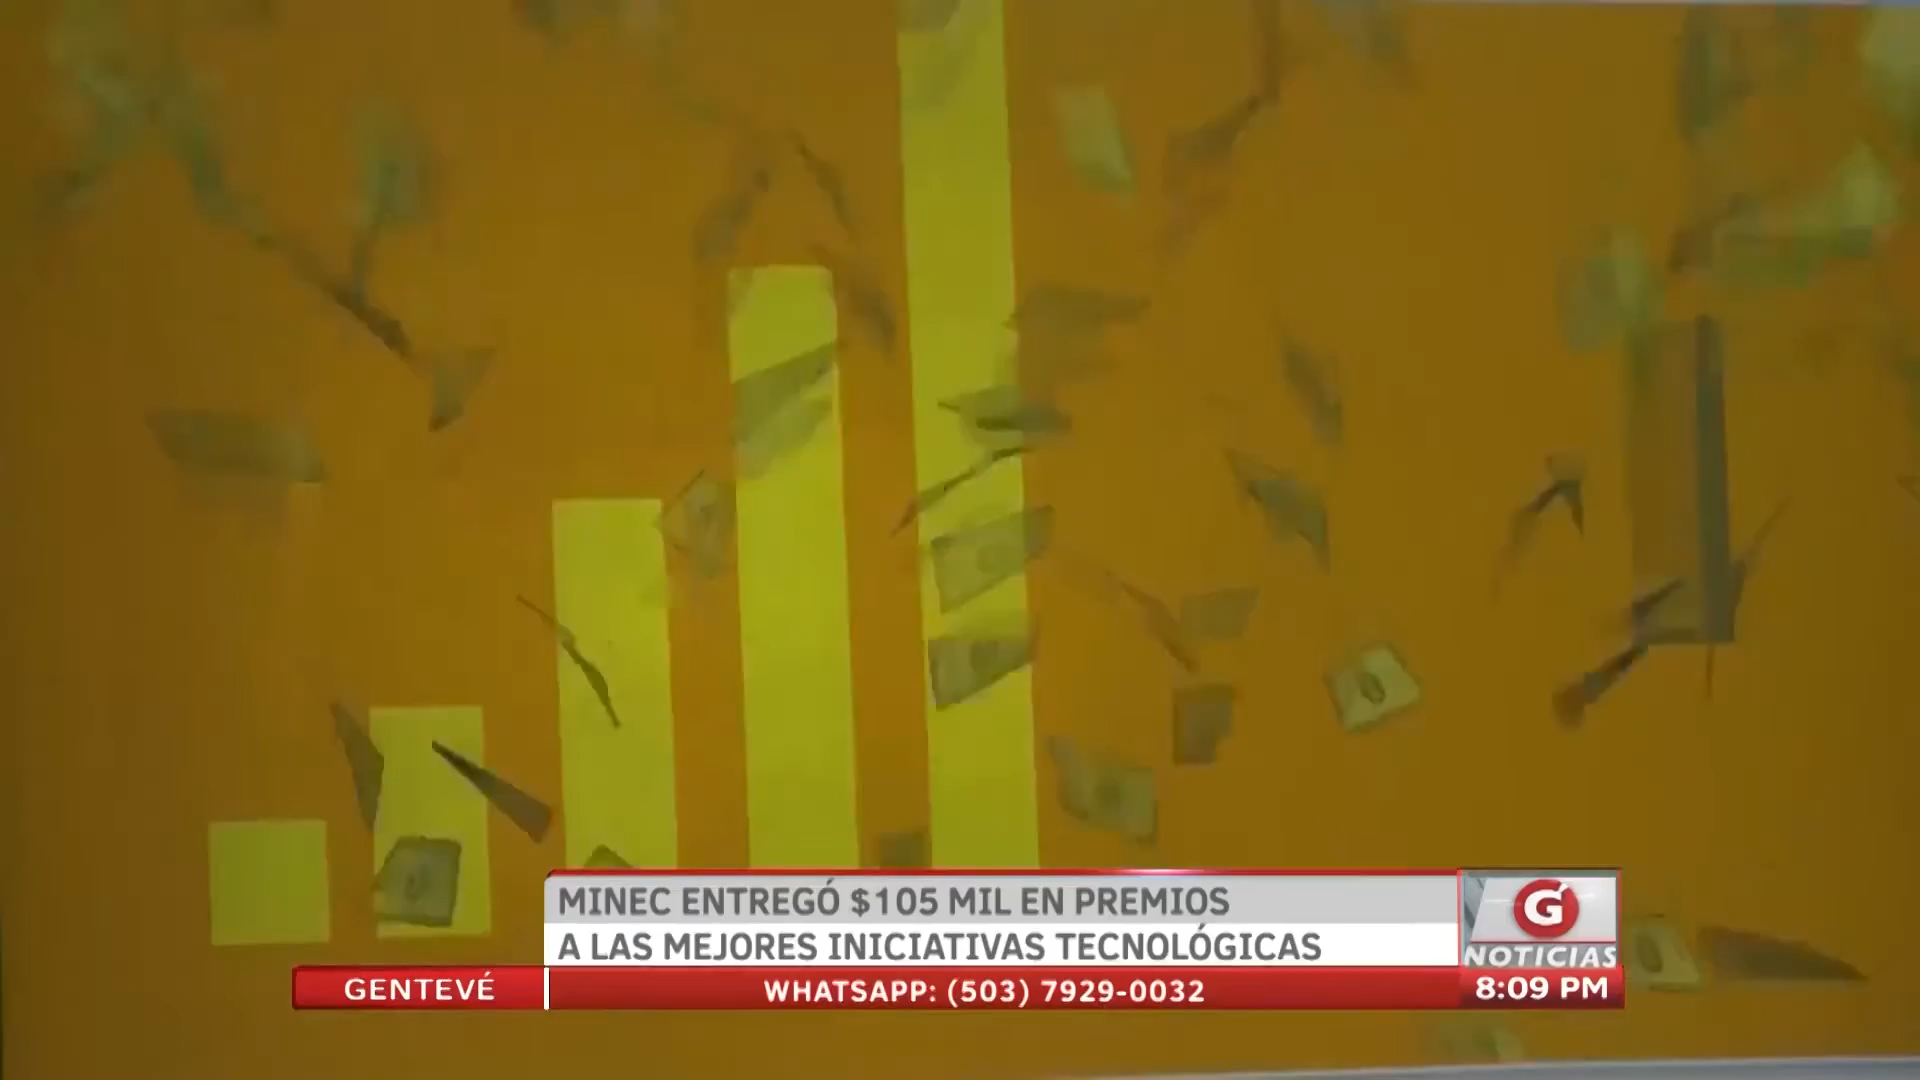 MINEC ENTREGÓ $105 MIL EN PREMIOS
A LAS MEJORES INICIATIVAS TECNOLÓGICAS
G
NOTICIAS
GENTEVÉ
WHATSAPP: (503) 7929-0032
8:09 PM